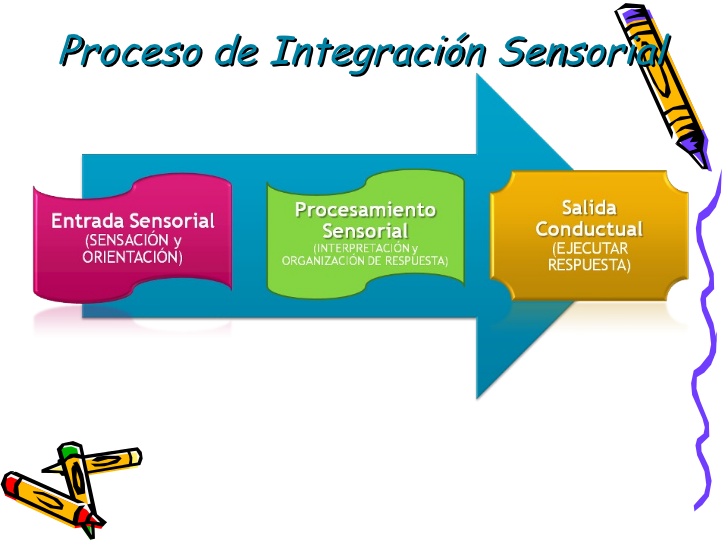 Proceso de Integración Sensorial
Entrada Sensorial
(SENSACIÓN y
ORIENTACIÓN)
Procesamiento
Sensorial
(INTERPRETACIÓN y
ORGANIZACIÓN DE RESPUESTA)
Salida
Conductual
(EJECUTAR
RESPUESTA)